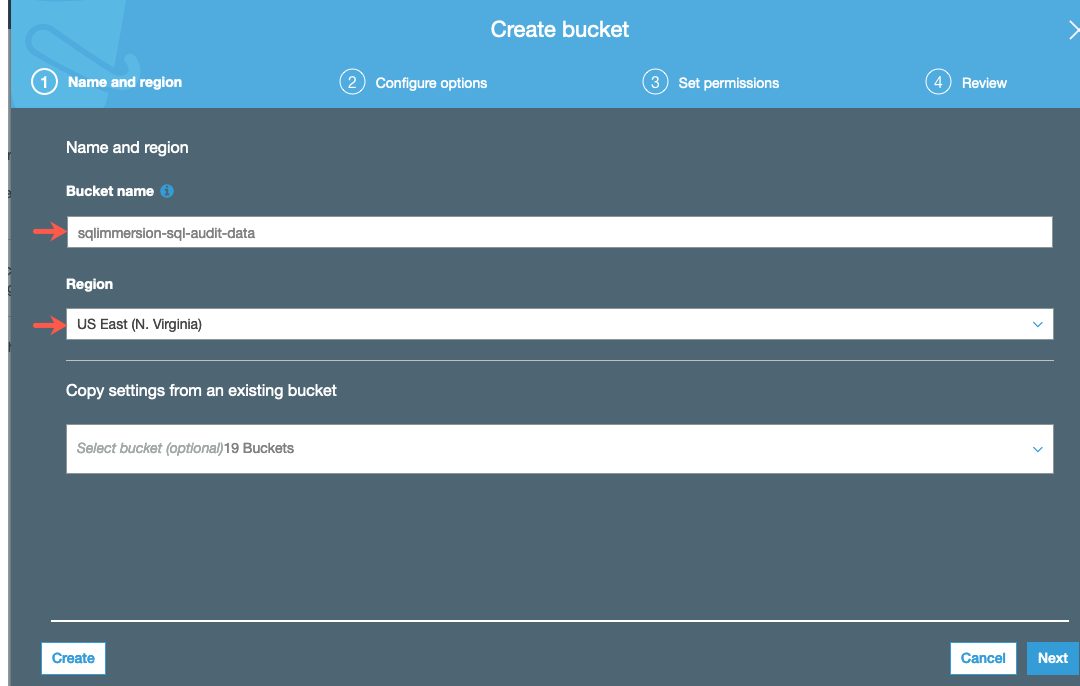 Create bucket
1 Name and region
2 Configure options
3 Set permissions
4 Review
Name and region
Bucket name
sqlimmersion-sql-audit-data
Region
US East (N. Virginia)
Copy settings from an existing bucket
Select bucket (optional)19 Buckets
Create
Cancel
Next